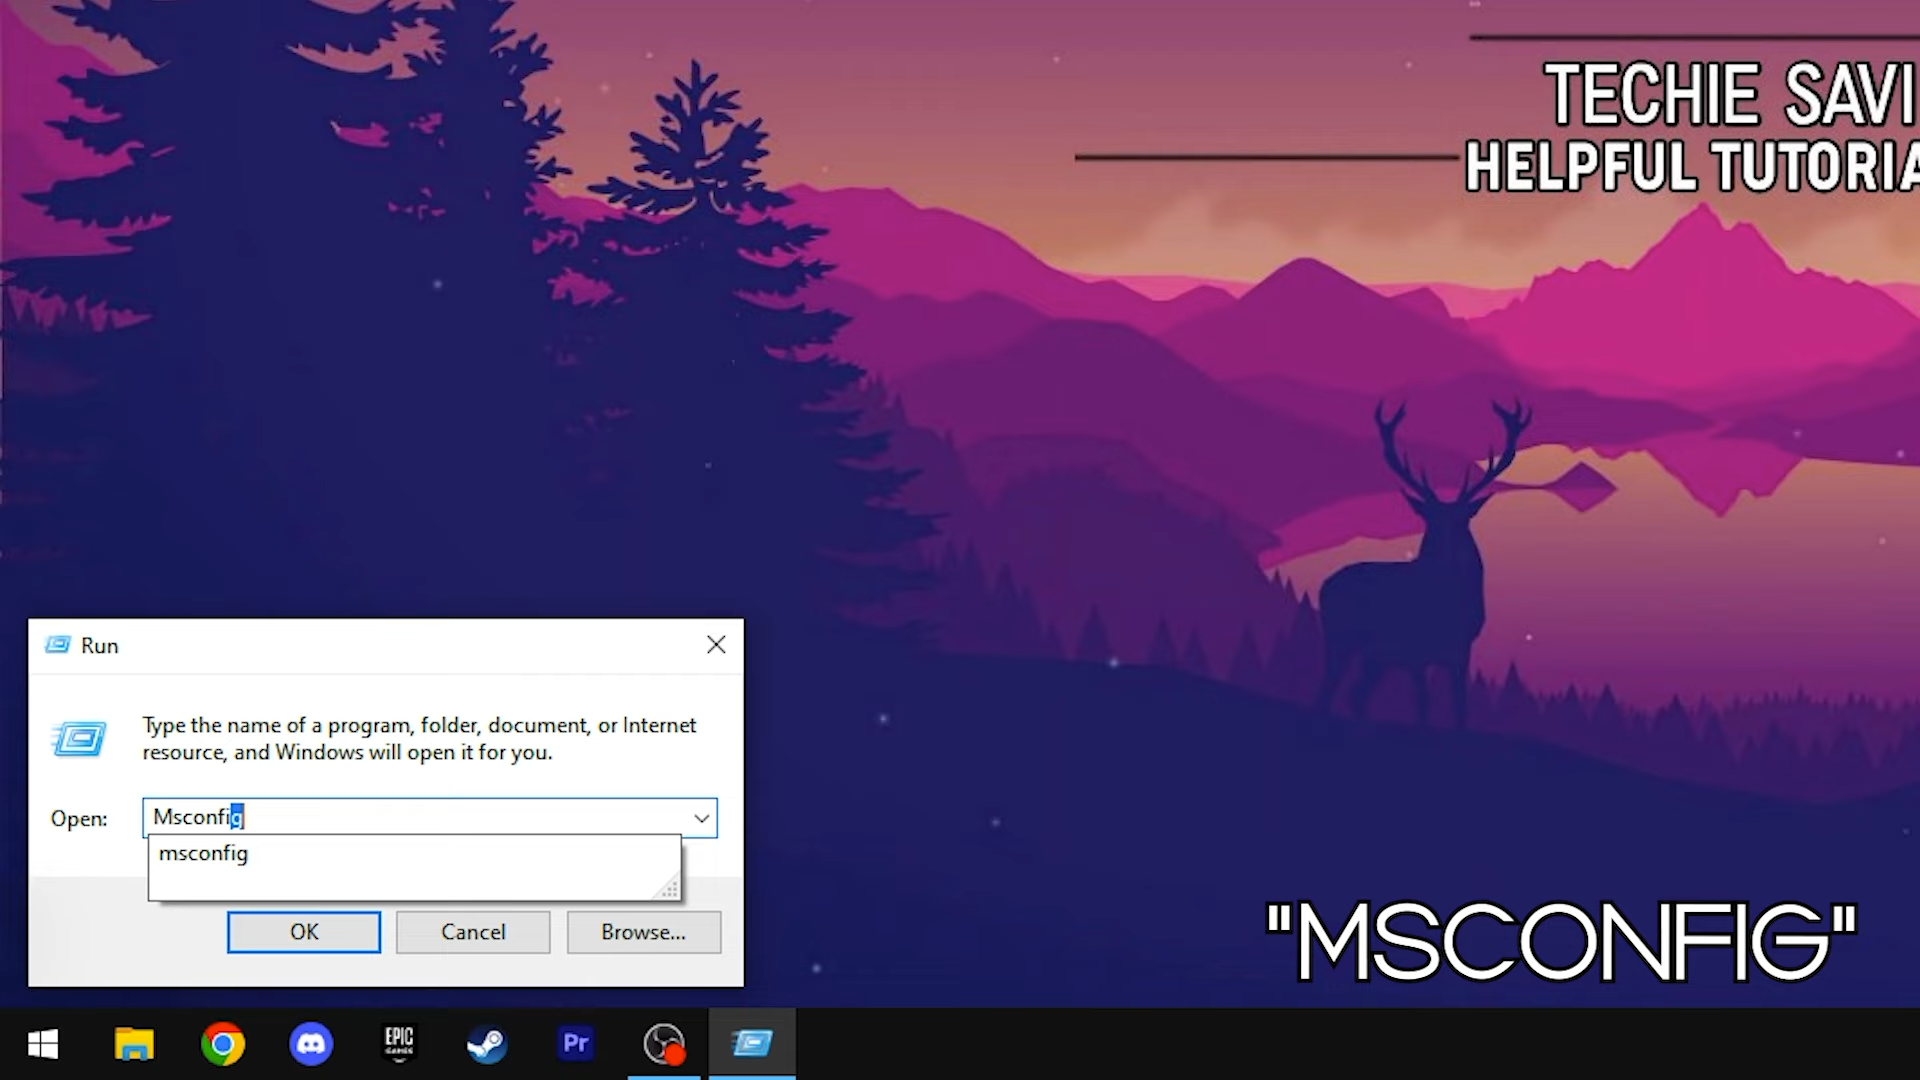 TECHIE SAVI
HELPFUL TUTORIA
Run
Type the name of a program, folder, document, or Internet
resource, and Windows will open it for you.
Open:
Msconfig
msconfig
OK
Cancel
Browse...
"MSCONFIG"
EPIC
GAMES
Pr